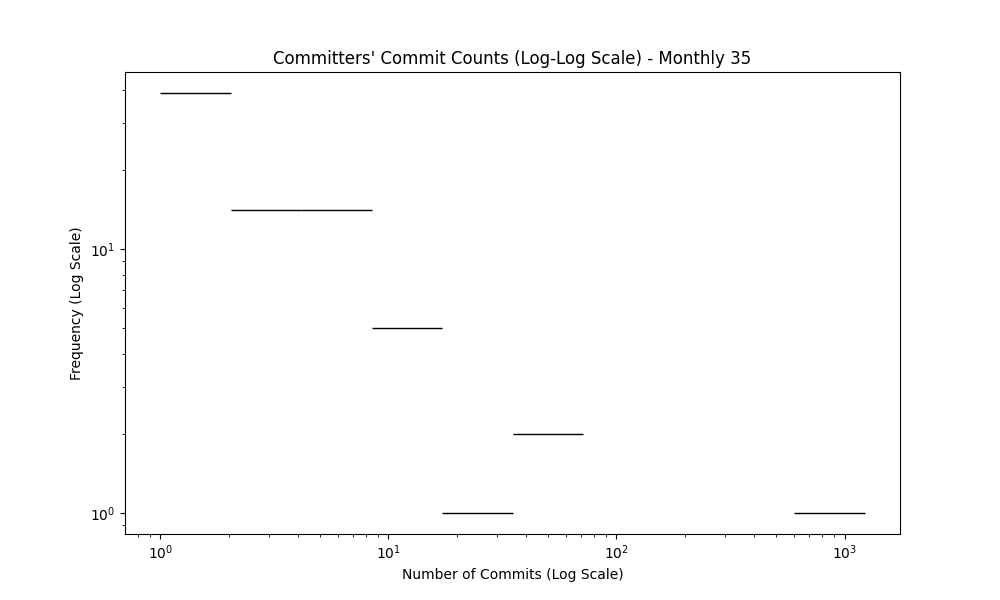 Committers' Commit Counts (Log-Log Scale) - Monthly 35
Frequency (Log Scale)
10¹
10⁰
10⁰
10¹
10²
10³
Number of Commits (Log Scale)